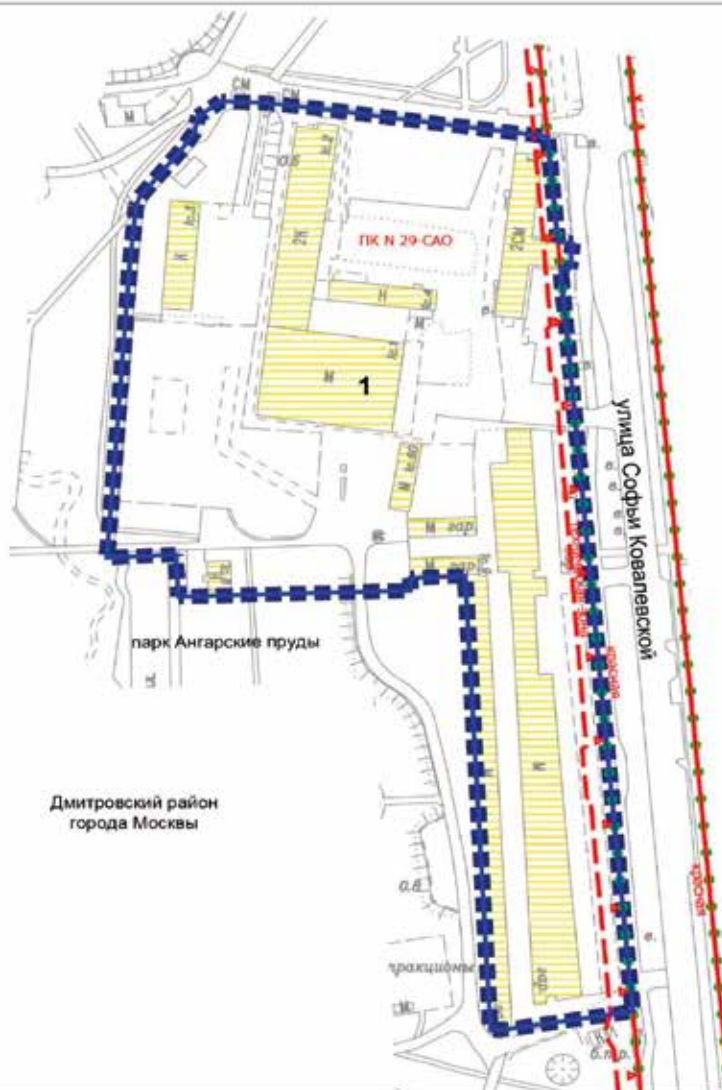 СМ
СМ
М
О.б
2Н
Н
ПК N 29-САО
2СМ
Н
М
М
1
М
М
гар.
М
гар.
Н
улица Софьи Ковалевской
парк Ангарские пруды
красная
Дмитровский район
города Москвы
М
М
красная
О.в
гар
М